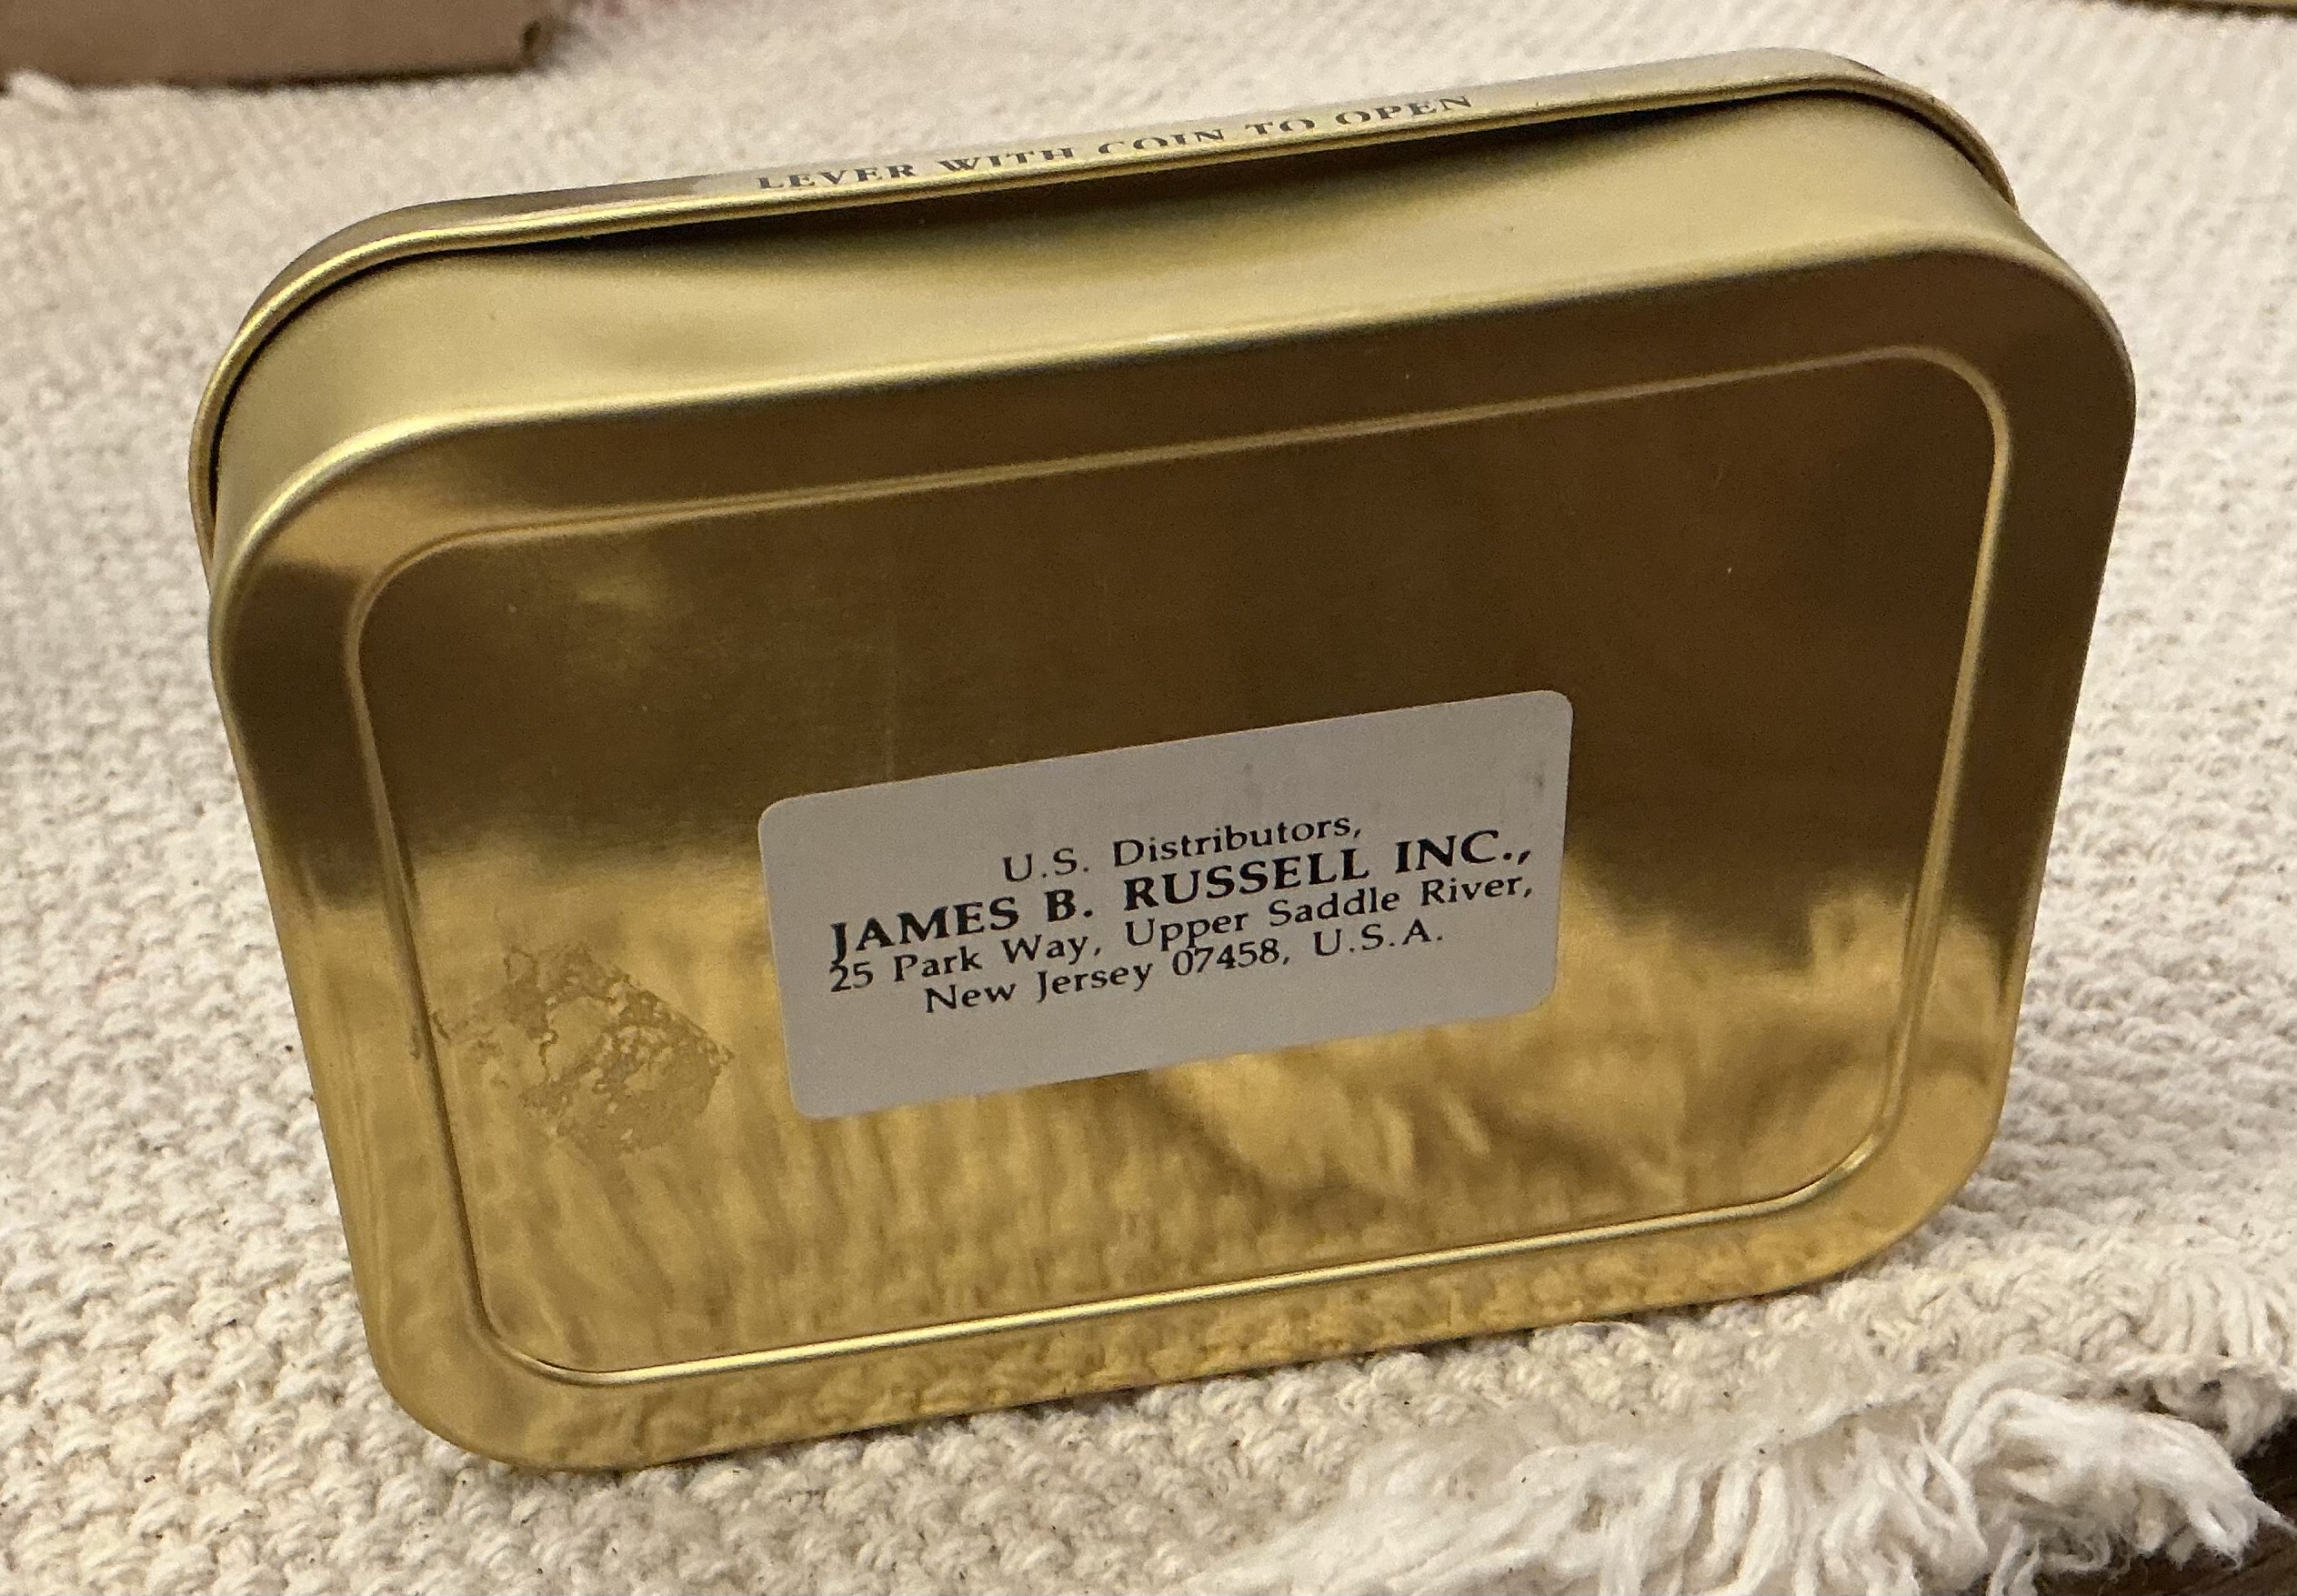 LEVER WITH COIN TO OPEN
U.S. Distributors,
JAMES B. RUSSELL INC.,
25 Park Way, Upper Saddle River,
New Jersey 07458, U.S.A.